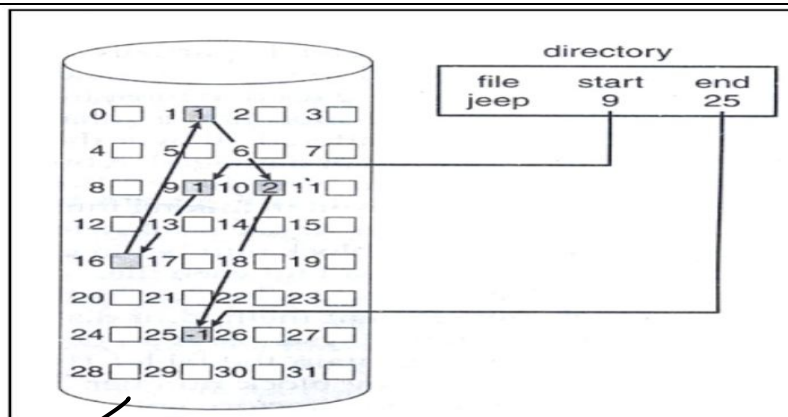 directory
file start end
jeep 9 25
0 1 1 2 3
4 5 6 7
8 9 1 10 2 11
12 13 14 15
16 17 18 19
20 21 22 23
24 25 -1 26 27
28 29 30 31